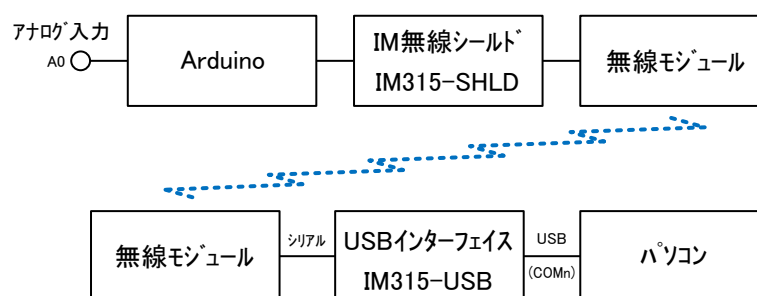 アナログ入力
A0
Arduino
IM無線シールド
IM315-SHLD
無線モジュール
無線モジュール
シリアル
USBインターフェイス
IM315-USB
USB
(COMn)
パソコン